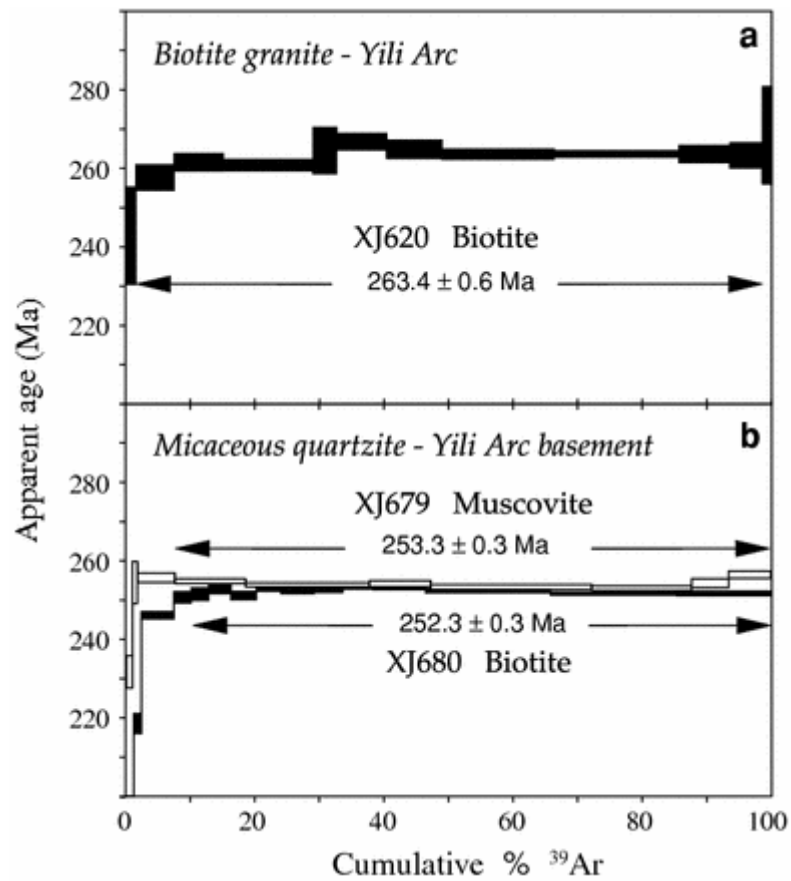 a
Biotite granite - Yili Arc
280
260
240
220
XJ620 Biotite
263.4 ± 0.6 Ma
Apparent age (Ma)
b
Micaceous quartzite - Yili Arc basement
280
260
240
220
XJ679 Muscovite
253.3 ± 0.3 Ma
252.3 ± 0.3 Ma
XJ680 Biotite
0 20 40 60 80 100
Cumulative % ³⁹Ar